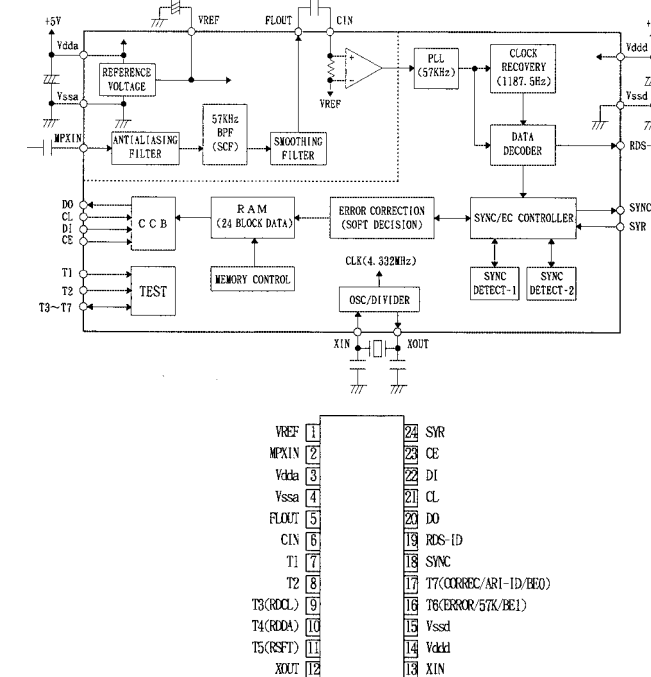 +5V
VREF
FLOUT
CIN
Vdda
REFERENCE
VOLTAGE
Vssa
VREF
PLL
(57KHz)
CLOCK
RECOVERY
(1187.5Hz)
Vddd
Vssd
MPXIN
ANTIALIASING
FILTER
57KHz
BPF
(SCF)
SMOOTHING
FILTER
DATA
DECODER
RDS-
DO
CL
DI
CE
CCB
RAM
(24 BLOCK DATA)
ERROR CORRECTION
(SOFT DECISION)
SYNC/EC CONTROLLER
SYNC
SYR
T1
T2
T3~T7
TEST
MEMORY CONTROL
CLK(4.332MHz)
OSC/DIVIDER
SYNC
DETECT-1
SYNC
DETECT-2
XIN
XOUT
VREF 1
24 SYR
MPXIN 2
23 CE
Vdda 3
22 DI
Vssa 4
21 CL
FLOUT 5
20 DO
CIN 6
19 RDS-ID
T1 7
18 SYNC
T2 8
17 T7(CORREC/ARI-ID/BE0)
T3(RDCL) 9
16 T6(ERROR/57K/BE1)
T4(RDDA) 10
15 Vssd
T5(RSFT) 11
14 Vddd
XOUT 12
13 XIN